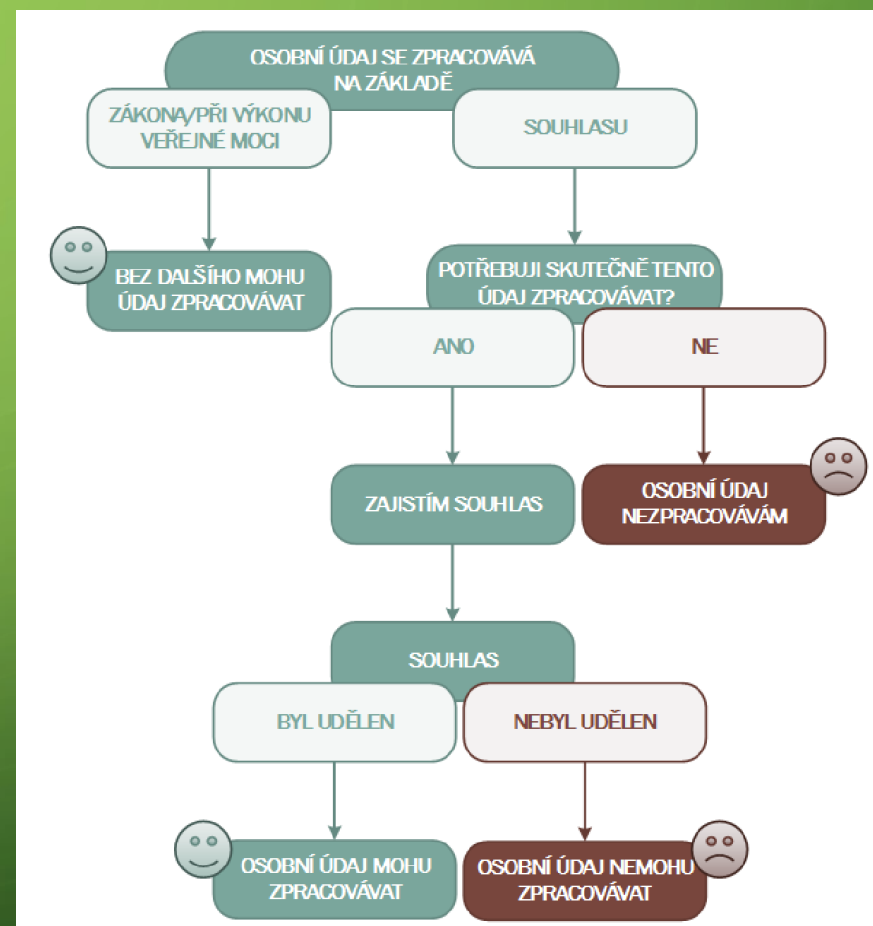 OSOBNÍ ÚDAJ SE ZPRACOVÁVÁ
NA ZÁKLADĚ
ZÁKONA/PŘI VÝKONU
VEŘEJNÉ MOCI
SOUHLASU
BEZ DALŠÍHO MOHU
ÚDAJ ZPRACOVÁVAT
POTŘEBUJI SKUTEČNĚ TENTO
ÚDAJ ZPRACOVÁVAT?
ANO
NE
ZAJISTÍM SOUHLAS
OSOBNÍ ÚDAJ
NEZPRACOVÁVÁM
SOUHLAS
BYL UDĚLEN
NEBYL UDĚLEN
OSOBNÍ ÚDAJ MOHU
ZPRACOVÁVAT
OSOBNÍ ÚDAJ NEMOHU
ZPRACOVÁVAT